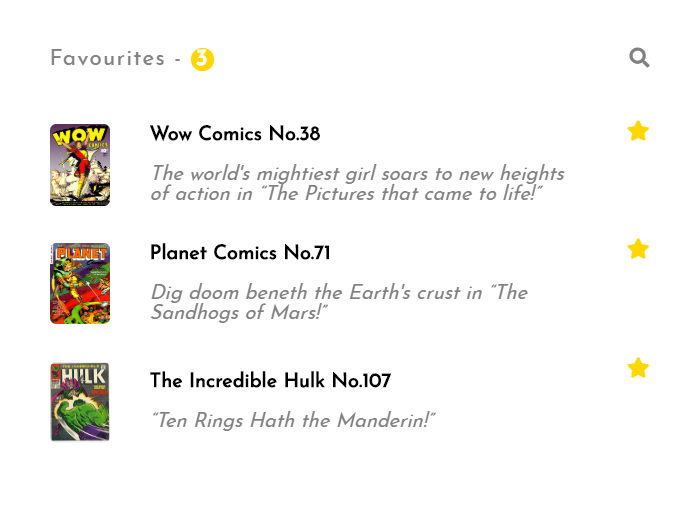 Favourites - 3
WOW
COMICS
Wow Comics No.38
The world's mightiest girl soars to new heights
of action in “The Pictures that came to life!”
PLANET
Planet Comics No.71
Dig doom beneth the Earth's crust in “The
Sandhogs of Mars!”
HULK
The Incredible Hulk No.107
“Ten Rings Hath the Manderin!”